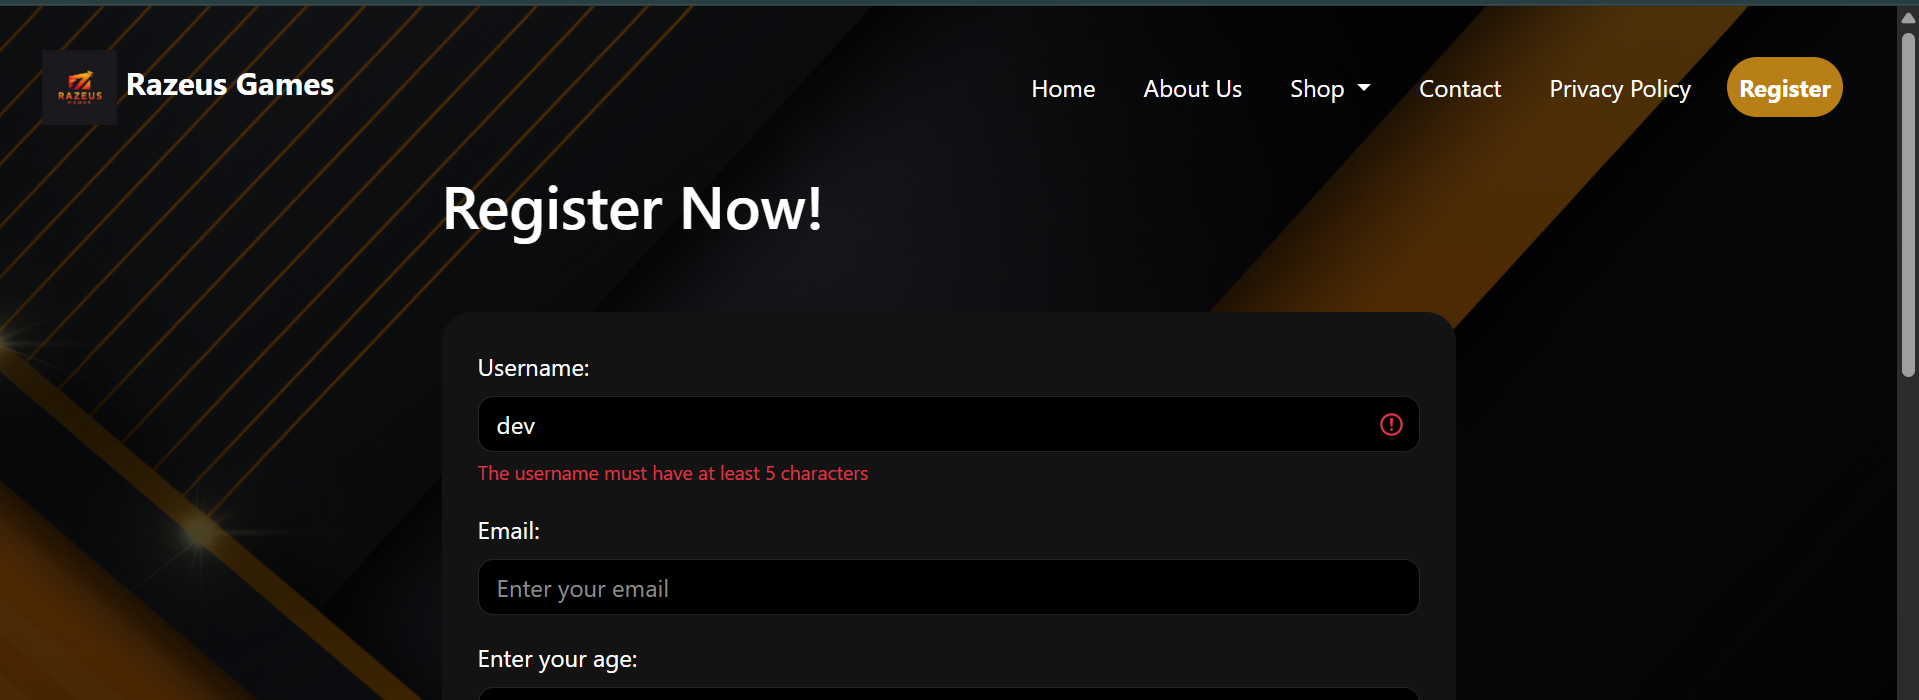 RAZEUS
GAMES
Razeus Games
Home
About Us
Shop
Contact
Privacy Policy
Register
Register Now!
Username:
dev
The username must have at least 5 characters
Email:
Enter your email
Enter your age: